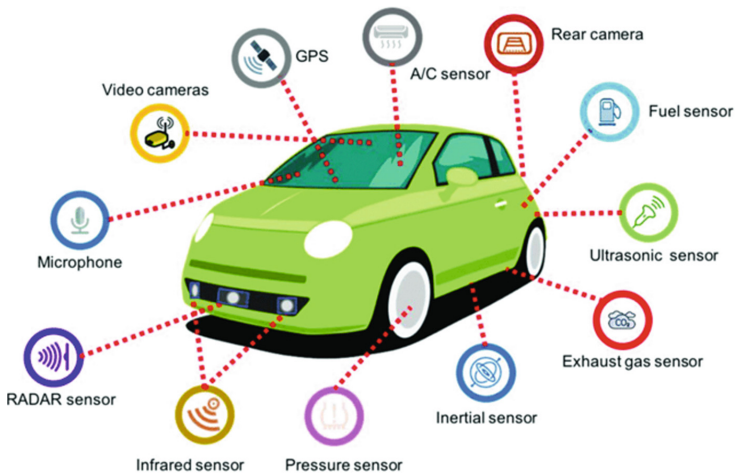 Rear camera
GPS
A/C sensor
Video cameras
Fuel sensor
Microphone
Ultrasonic sensor
CO₂
Exhaust gas sensor
RADAR sensor
Inertial sensor
Infrared sensor
Pressure sensor